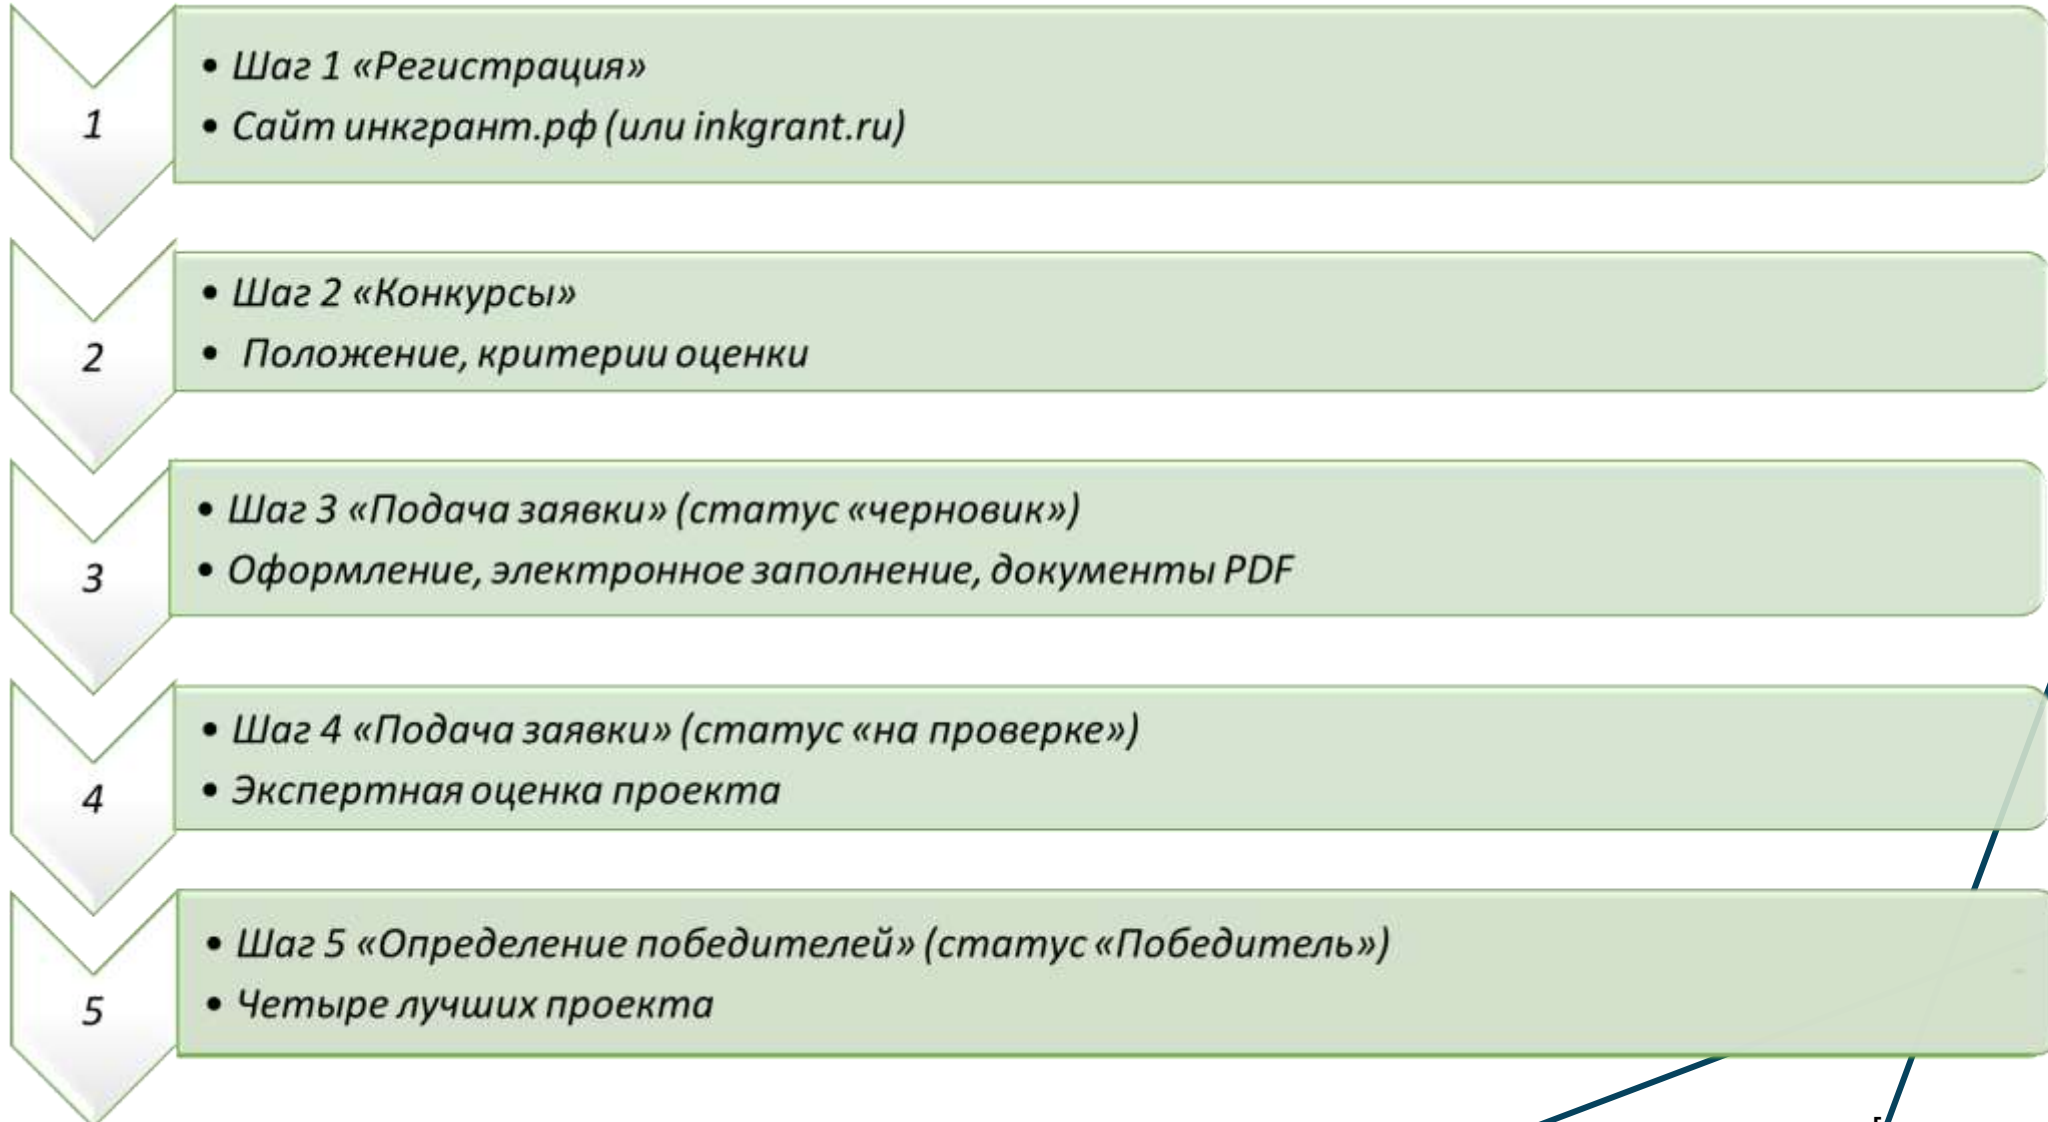 1
• Шаг 1 «Регистрация»
• Сайт инкгрант.рф (или inkgrant.ru)
2
• Шаг 2 «Конкурсы»
• Положение, критерии оценки
3
• Шаг 3 «Подача заявки» (статус «черновик»)
• Оформление, электронное заполнение, документы PDF
4
• Шаг 4 «Подача заявки» (статус «на проверке»)
• Экспертная оценка проекта
5
• Шаг 5 «Определение победителей» (статус «Победитель»)
• Четыре лучших проекта